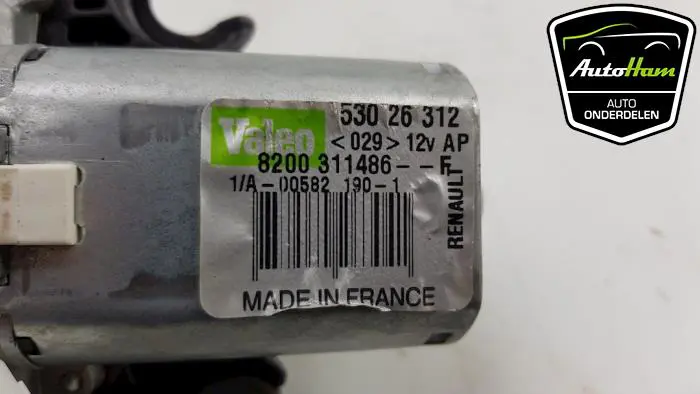 AutoHam
AUTO
ONDERDELEN
Valeo
530 26 312
< 029 > 12v AP
8200 311486 - - F
1/A-00582 190-1
RENAULT
MADE IN FRANCE